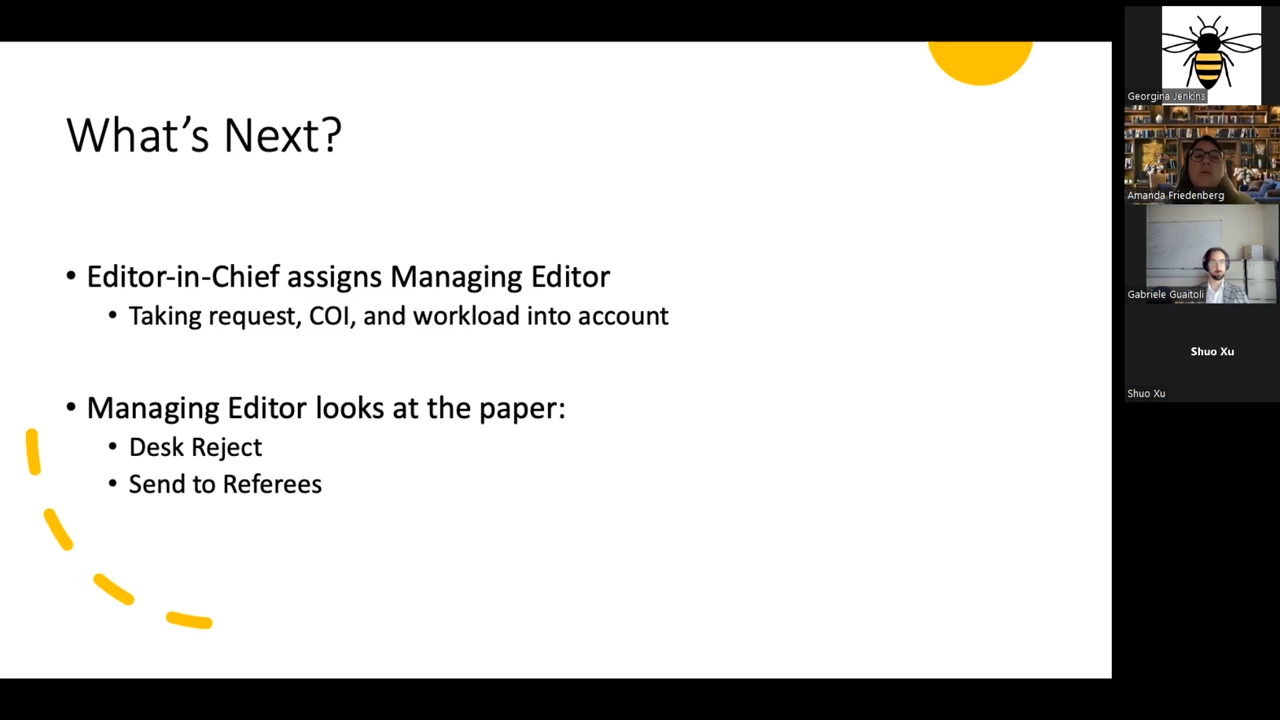 What's Next?
• Editor-in-Chief assigns Managing Editor
• Taking request, COI, and workload into account
• Managing Editor looks at the paper:
• Desk Reject
• Send to Referees
Georgina Jenkins
Amanda Friedenberg
Gabriele Guaitoli
Shuo Xu
Shuo Xu